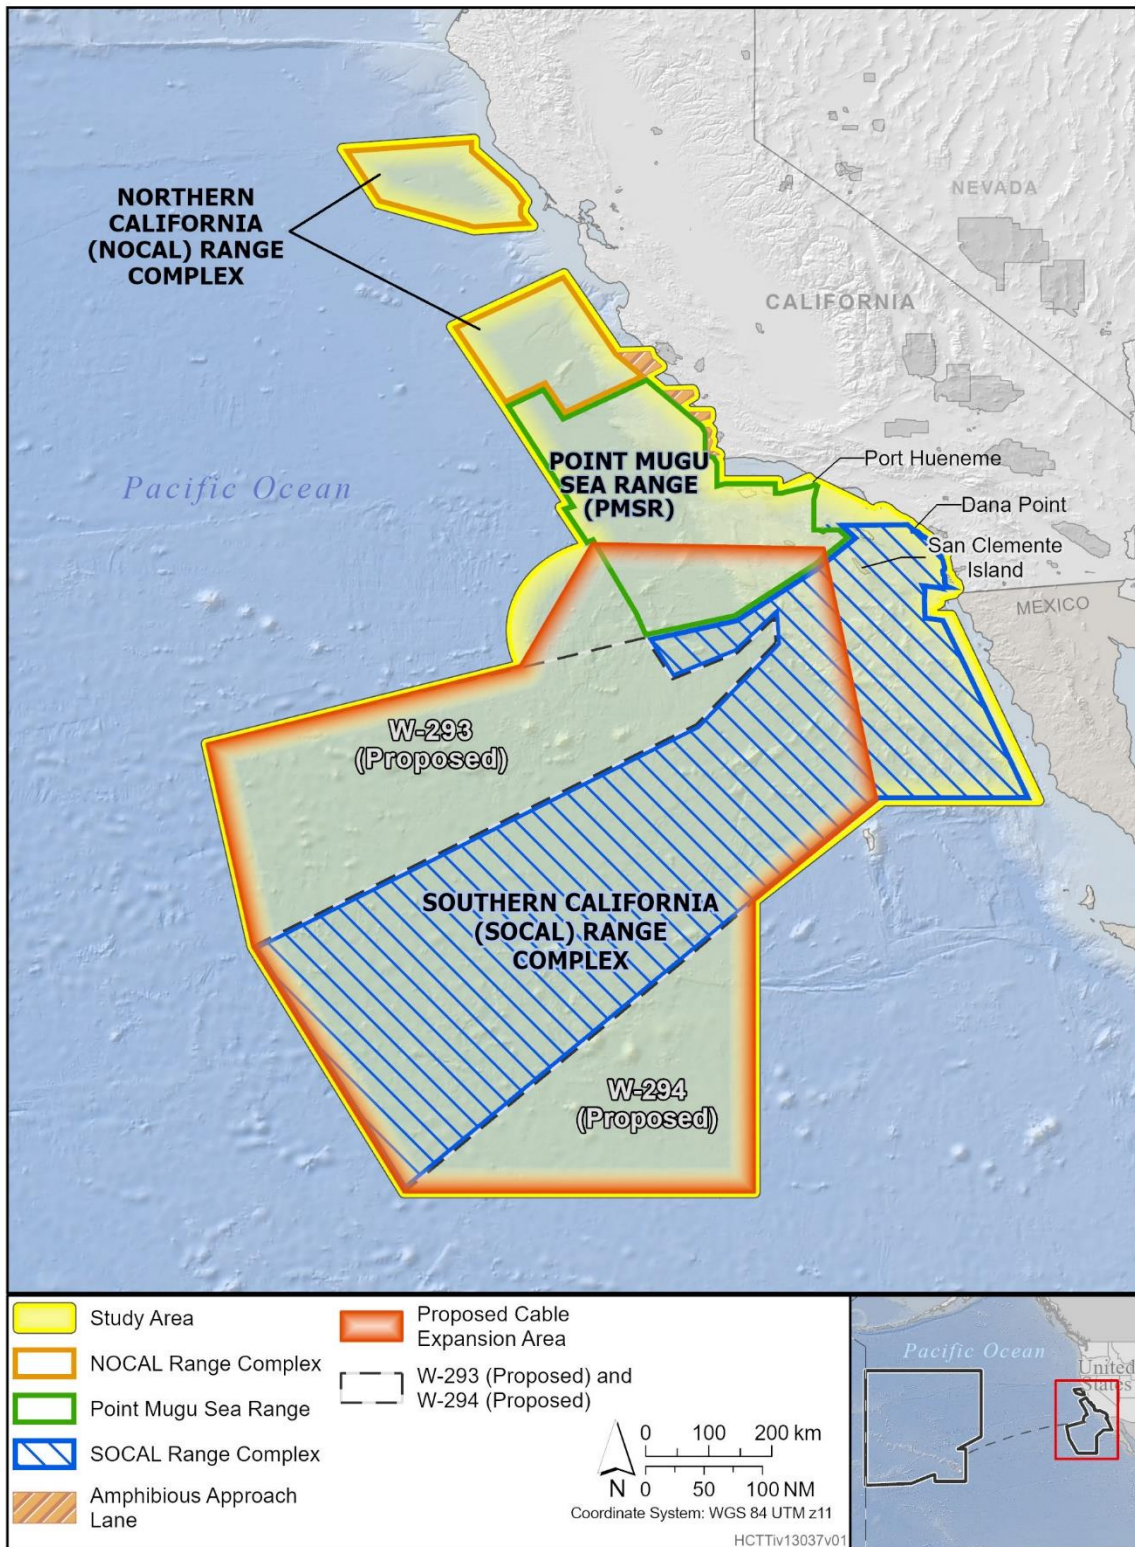 NEVADA
NORTHERN
CALIFORNIA
(NOCAL) RANGE
COMPLEX
CALIFORNIA
POINT MUGU
SEA RANGE
(PMSR)
Port Hueneme
Pacific Ocean
Dana Point
San Clemente
Island
MEXICO
W-293
(Proposed)
SOUTHERN CALIFORNIA
(SOCAL) RANGE
COMPLEX
W-294
(Proposed)
Study Area
NOCAL Range Complex
Point Mugu Sea Range
SOCAL Range Complex
Amphibious Approach
Lane
Proposed Cable
Expansion Area
W-293 (Proposed) and
W-294 (Proposed)
N
0 100 200 km
0 50 100 NM
Coordinate System: WGS 84 UTM z11
HCTTiv13037v01
Pacific Ocean
United
States